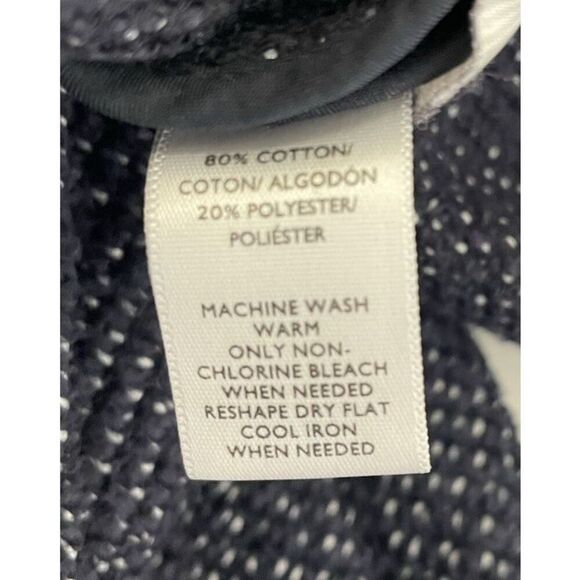 80% COTTON/
COTON/ ALGODÓN
20% POLYESTER/
POLIÉSTER
MACHINE WASH
WARM
ONLY NON-
CHLORINE BLEACH
WHEN NEEDED
RESHAPE DRY FLAT
COOL IRON
WHEN NEEDED